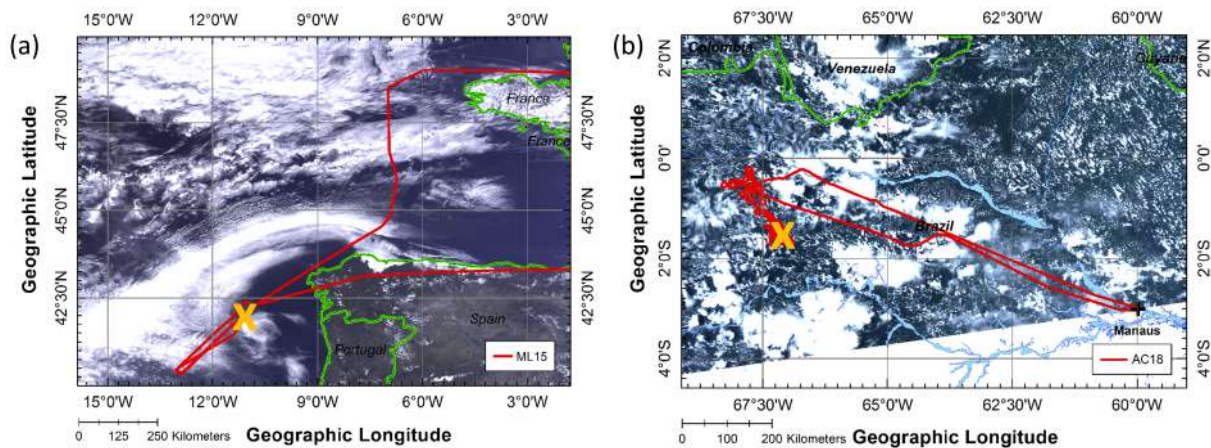 (a)
15°0'W 12°0'W 9°0'W 6°0'W 3°0'W
Geographic Latitude
47°30'N
45°0'N
42°30'N
France
France
Spain
Portugal
ML15
47°30'N
45°0'N
42°30'N
15°0'W 12°0'W 9°0'W 6°0'W 3°0'W
0 125 250 Kilometers
Geographic Longitude
X
(b)
67°30'W 65°0'W 62°30'W 60°0'W
Geographic Latitude
2°0'N
0°0'
2°0'S
4°0'S
Colombia
Venezuela
Guyana
Brazil
X
Manaus
AC18
2°0'N
0°0'
2°0'S
4°0'S
67°30'W 65°0'W 62°30'W 60°0'W
0 100 200 Kilometers
Geographic Longitude